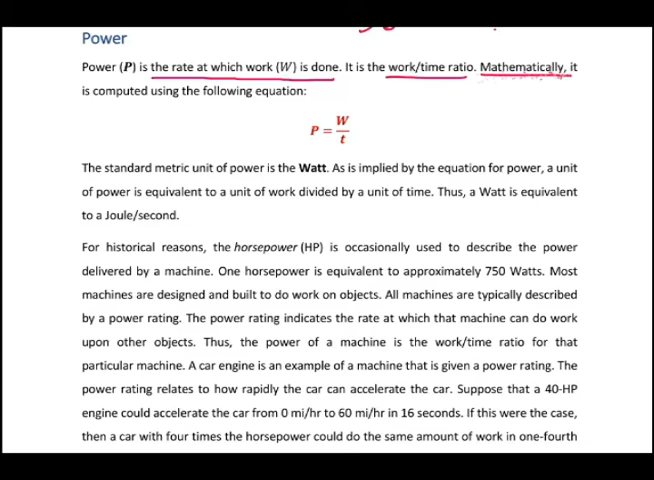 Power
Power (P) is the rate at which work (W) is done. It is the work/time ratio. Mathematically, it
is computed using the following equation:
P = W/t
The standard metric unit of power is the Watt. As is implied by the equation for power, a unit
of power is equivalent to a unit of work divided by a unit of time. Thus, a Watt is equivalent
to a Joule/second.
For historical reasons, the horsepower (HP) is occasionally used to describe the power
delivered by a machine. One horsepower is equivalent to approximately 750 Watts. Most
machines are designed and built to do work on objects. All machines are typically described
by a power rating. The power rating indicates the rate at which that machine can do work
upon other objects. Thus, the power of a machine is the work/time ratio for that
particular machine. A car engine is an example of a machine that is given a power rating. The
power rating relates to how rapidly the car can accelerate the car. Suppose that a 40-HP
engine could accelerate the car from 0 mi/hr to 60 mi/hr in 16 seconds. If this were the case,
then a car with four times the horsepower could do the same amount of work in one-fourth